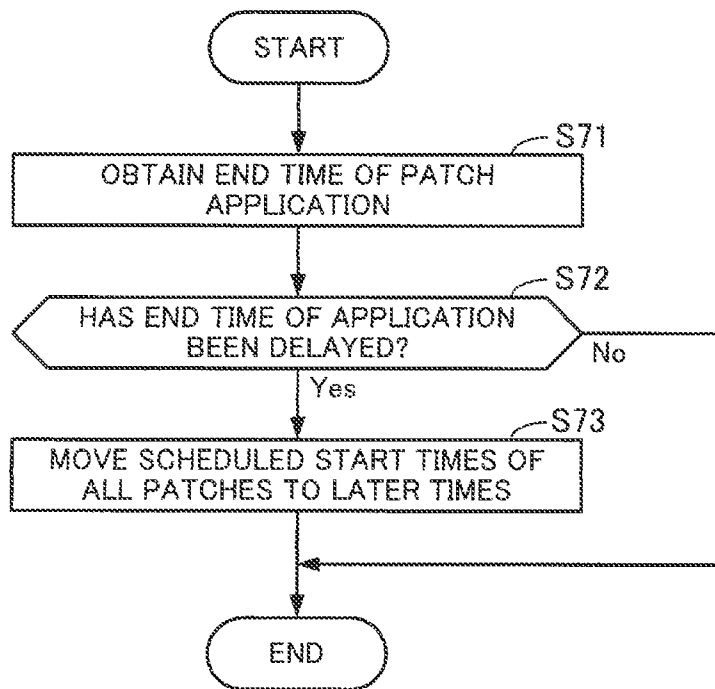 START
S71
OBTAIN END TIME OF PATCH
APPLICATION
S72
HAS END TIME OF APPLICATION
BEEN DELAYED?
No
Yes
S73
MOVE SCHEDULED START TIMES OF
ALL PATCHES TO LATER TIMES
END